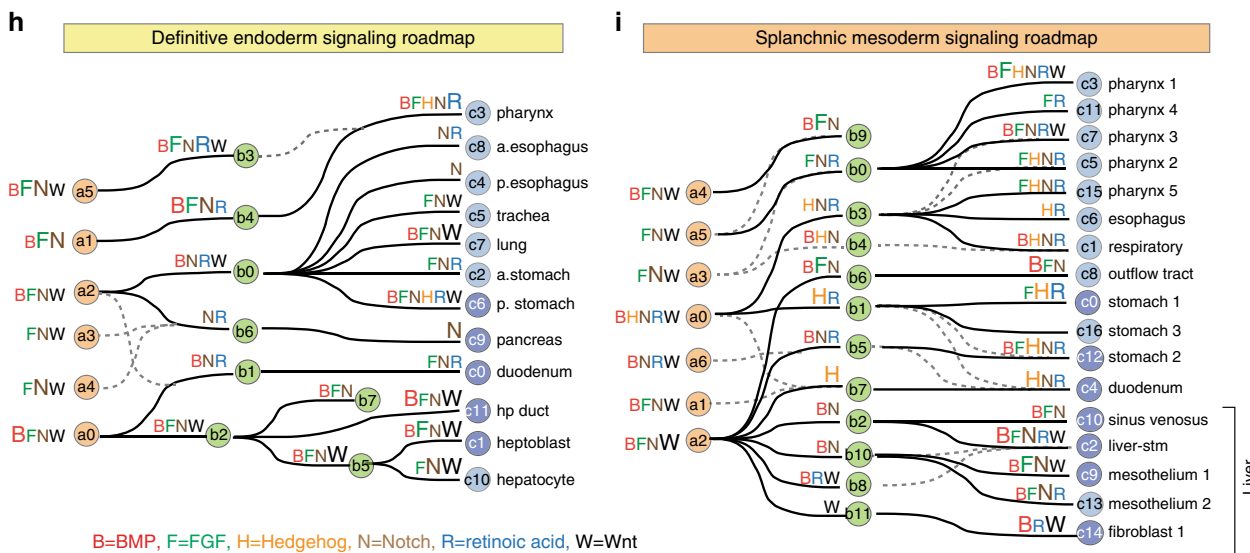 h
Definitive endoderm signaling roadmap
BFNW a5
BFNRW b3
BFN a1
BFNR b4
BFNW a2
BNRW b0
FNW a3
NR b6
FNW a4
BNR b1
BFNW a0
BFNW b2
BFN b7
BFNW b5
BFHNR c3 pharynx
NR c8 a.esophagus
N c4 p.esophagus
FNW c5 trachea
BFNW c7 lung
FNR c2 a.stomach
BFNHRW c6 p. stomach
N c9 pancreas
FNR c0 duodenum
BFNW c11 hp duct
BFNW c1 heptoblast
FNW c10 hepatocyte
B=BMP, F=FGF, H=Hedgehog, N=Notch, R=retinoic acid, W=Wnt
i
Splanchnic mesoderm signaling roadmap
BFNW a4
FNW a5
FNW a3
BHNRW a0
BNRW a6
BFNW a1
BFNW a2
BFN b9
FNR b0
HNR b3
BHN b4
BFN b6
HR b1
BNR b5
H b7
BN b2
BN b10
BRW b8
W b11
BFHNRW c3 pharynx 1
FR c11 pharynx 4
BFNRW c7 pharynx 3
FHNR c5 pharynx 2
FHNR c15 pharynx 5
HR c6 esophagus
BHNR c1 respiratory
BFN c8 outflow tract
FHR c0 stomach 1
c16 stomach 3
BFHNR c12 stomach 2
HNR c4 duodenum
BFN c10 sinus venosus
BFNRW c2 liver-stm
BFNW c9 mesothelium 1
BFNR c13 mesothelium 2
BRW c14 fibroblast 1
Liver